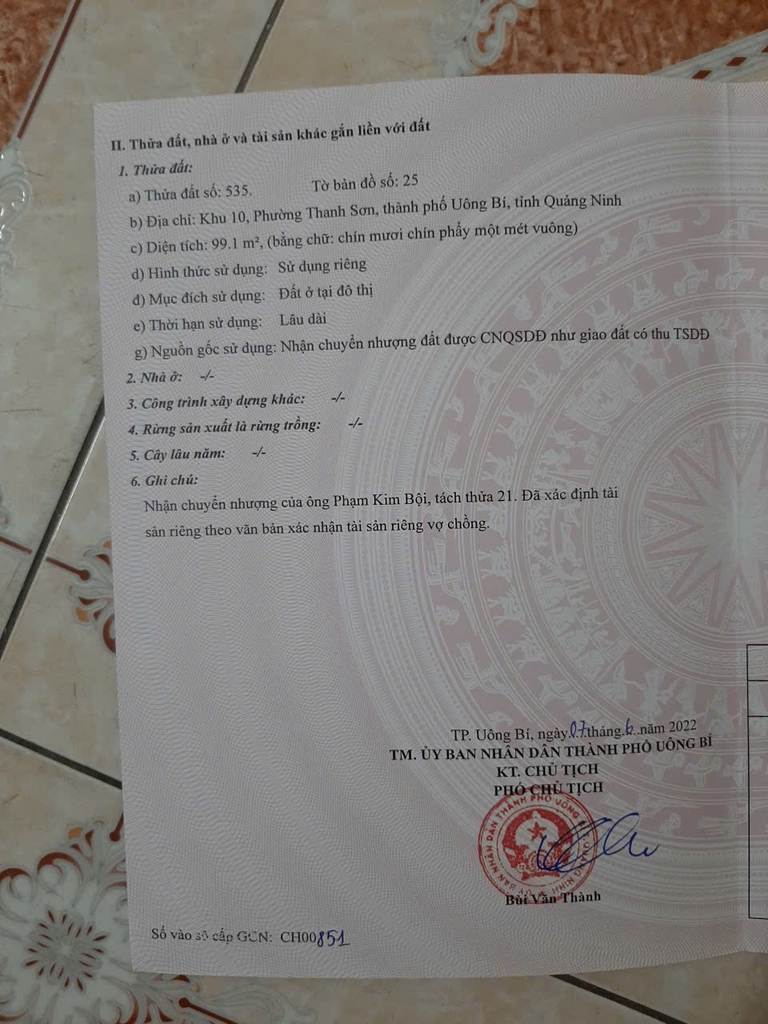 II. Thửa đất, nhà ở và tài sản khác gắn liền với đất
1. Thửa đất:
a) Thửa đất số: 535. Tờ bản đồ số: 25
b) Địa chỉ: Khu 10, Phường Thanh Sơn, thành phố Uông Bí, tỉnh Quảng Ninh
c) Diện tích: 99.1 m², (bằng chữ: chín mươi chín phẩy một mét vuông)
d) Hình thức sử dụng: Sử dụng riêng
đ) Mục đích sử dụng: Đất ở tại đô thị
e) Thời hạn sử dụng: Lâu dài
g) Nguồn gốc sử dụng: Nhận chuyển nhượng đất được CNQSDĐ như giao đất có thu TSDĐ
2. Nhà ở: -/-
3. Công trình xây dựng khác: -/-
4. Rừng sản xuất là rừng trồng: -/-
5. Cây lâu năm: -/-
6. Ghi chú:
Nhận chuyển nhượng của ông Phạm Kim Bội, tách thửa 21. Đã xác định tài
sản riêng theo văn bản xác nhận tài sản riêng vợ chồng.
TP. Uông Bí, ngày 07 tháng 6 năm 2022
TM. ỦY BAN NHÂN DÂN THÀNH PHỐ UÔNG BÍ
KT. CHỦ TỊCH
PHÓ CHỦ TỊCH
Bùi Văn Thành
Số vào sổ cấp GCN: CH00851